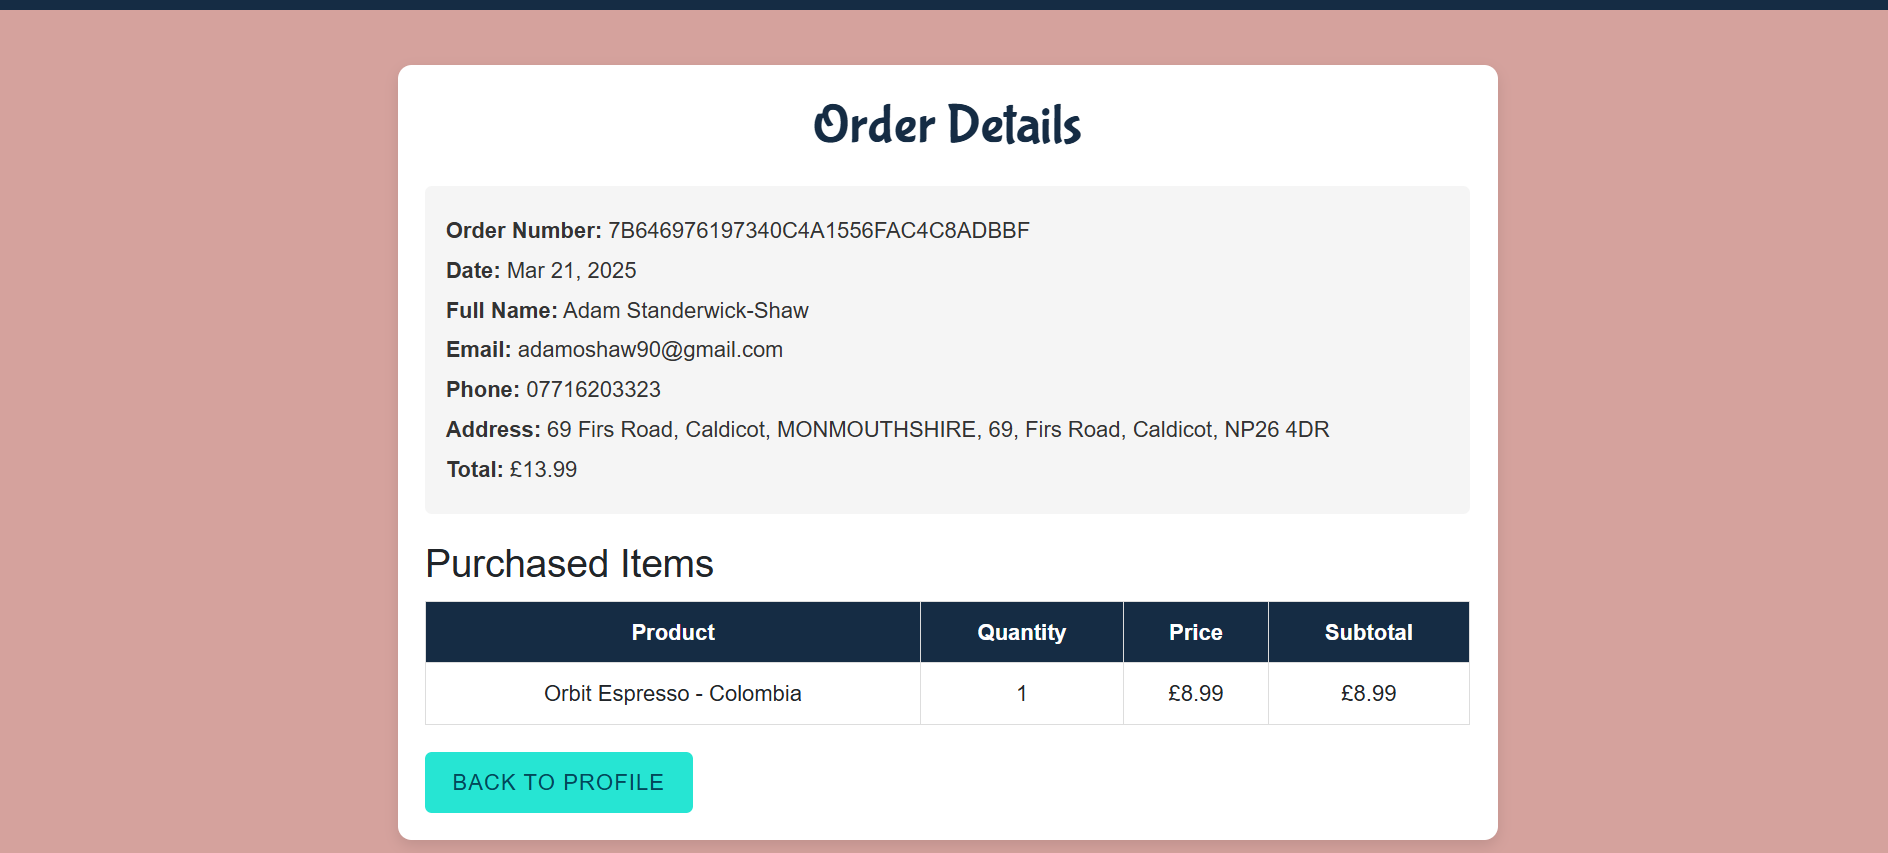 Order Details
Order Number: 7B646976197340C4A1556FAC4C8ADBBF
Date: Mar 21, 2025
Full Name: Adam Standerwick-Shaw
Email: adamoshaw90@gmail.com
Phone: 07716203323
Address: 69 Firs Road, Caldicot, MONMOUTHSHIRE, 69, Firs Road, Caldicot, NP26 4DR
Total: £13.99
Purchased Items
Product Quantity Price Subtotal
Orbit Espresso - Colombia 1 £8.99 £8.99
BACK TO PROFILE